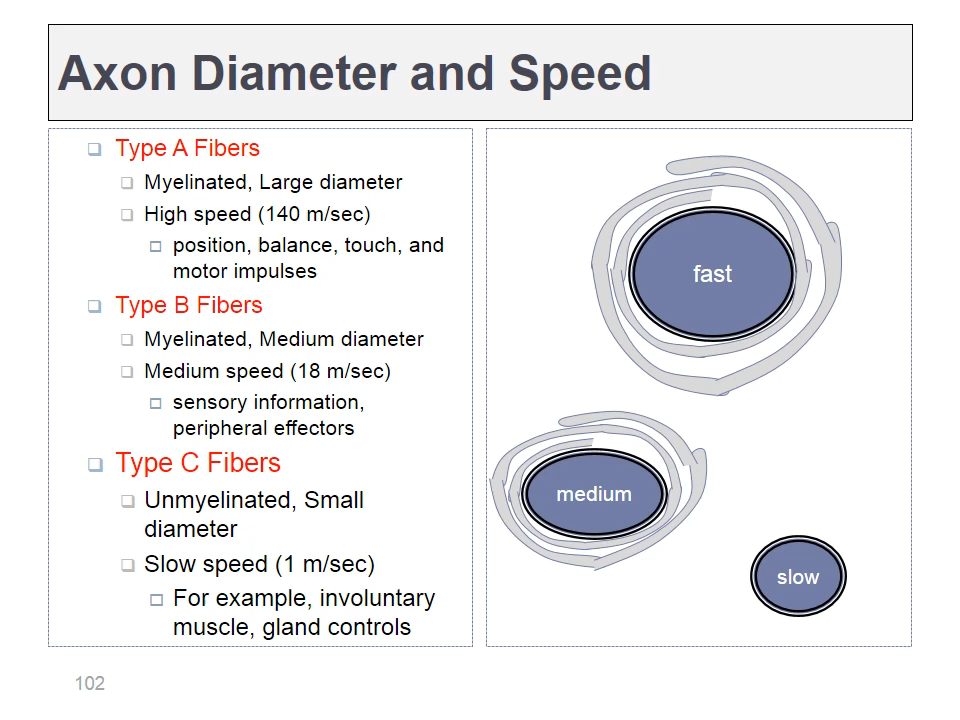 Axon Diameter and Speed
Type A Fibers
Myelinated, Large diameter
High speed (140 m/sec)
position, balance, touch, and
motor impulses
Type B Fibers
Myelinated, Medium diameter
Medium speed (18 m/sec)
sensory information,
peripheral effectors
Type C Fibers
Unmyelinated, Small
diameter
Slow speed (1 m/sec)
For example, involuntary
muscle, gland controls
fast
medium
slow
102